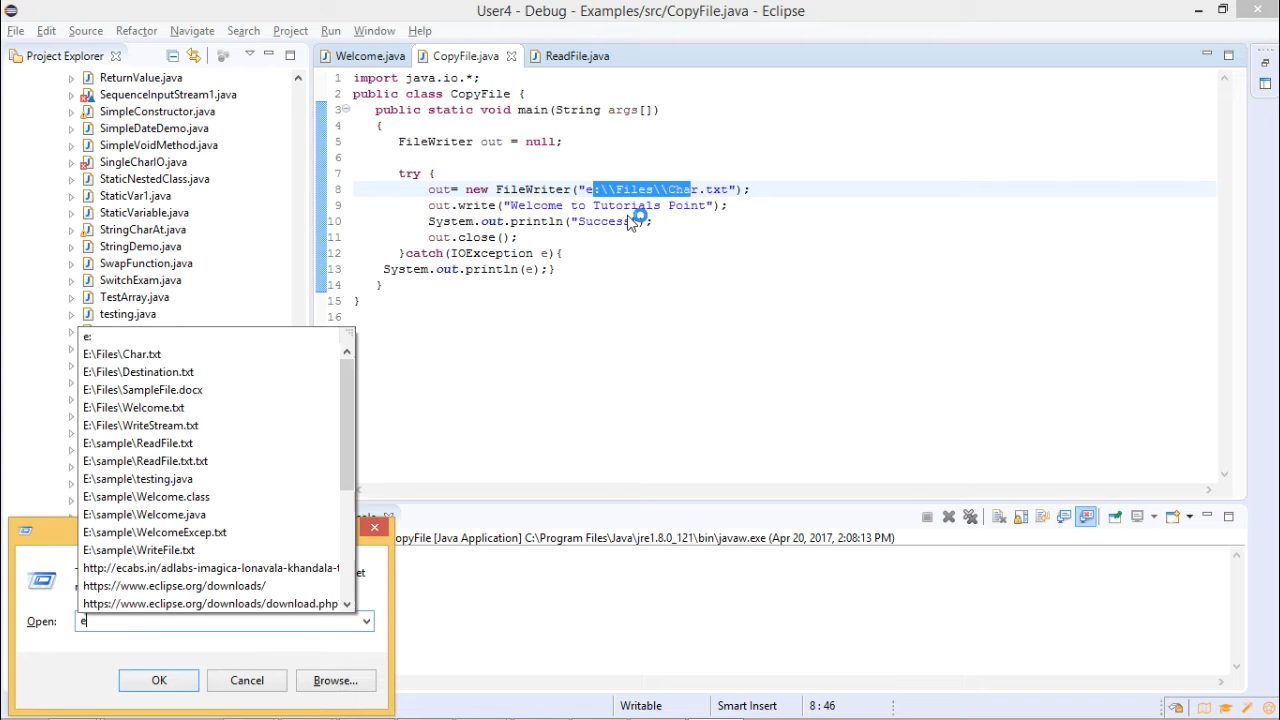 User4 - Debug - Examples/src/CopyFile.java - Eclipse
File Edit Source Refactor Navigate Search Project Run Window Help
Project Explorer
Welcome.java CopyFile.java ReadFile.java
ReturnValue.java
SequenceInputStream1.java
SimpleConstructor.java
SimpleDateDemo.java
SimpleVoidMethod.java
SingleCharIO.java
StaticNestedClass.java
StaticVar1.java
StaticVariable.java
StringCharAt.java
StringDemo.java
SwapFunction.java
SwitchExam.java
TestArray.java
testing.java
1 import java.io.*;
2 public class CopyFile {
3 public static void main(String args[])
4 {
5 FileWriter out = null;
6
7 try {
8 out= new FileWriter("e:\\Files\\Char.txt");
9 out.write("Welcome to Tutorials Point");
10 System.out.println("Success");
11 out.close();
12 }catch(IOException e){
13 System.out.println(e);}
14 }
15 }
16
e:
E:\Files\Char.txt
E:\Files\Destination.txt
E:\Files\SampleFile.docx
E:\Files\Welcome.txt
E:\Files\WriteStream.txt
E:\sample\ReadFile.txt
E:\sample\ReadFile.txt.txt
E:\sample\testing.java
E:\sample\Welcome.class
E:\sample\Welcome.java
E:\sample\WelcomeExcep.txt
E:\sample\WriteFile.txt
http://ecabs.in/adlabs-imagica-lonavala-khandala-t
https://www.eclipse.org/downloads/
https://www.eclipse.org/downloads/download.php
Open: e
OK Cancel Browse...
opyFile [Java Application] C:\Program Files\Java\jre1.8.0_121\bin\javaw.exe (Apr 20, 2017, 2:08:13 PM)
Writable Smart Insert 8 : 46